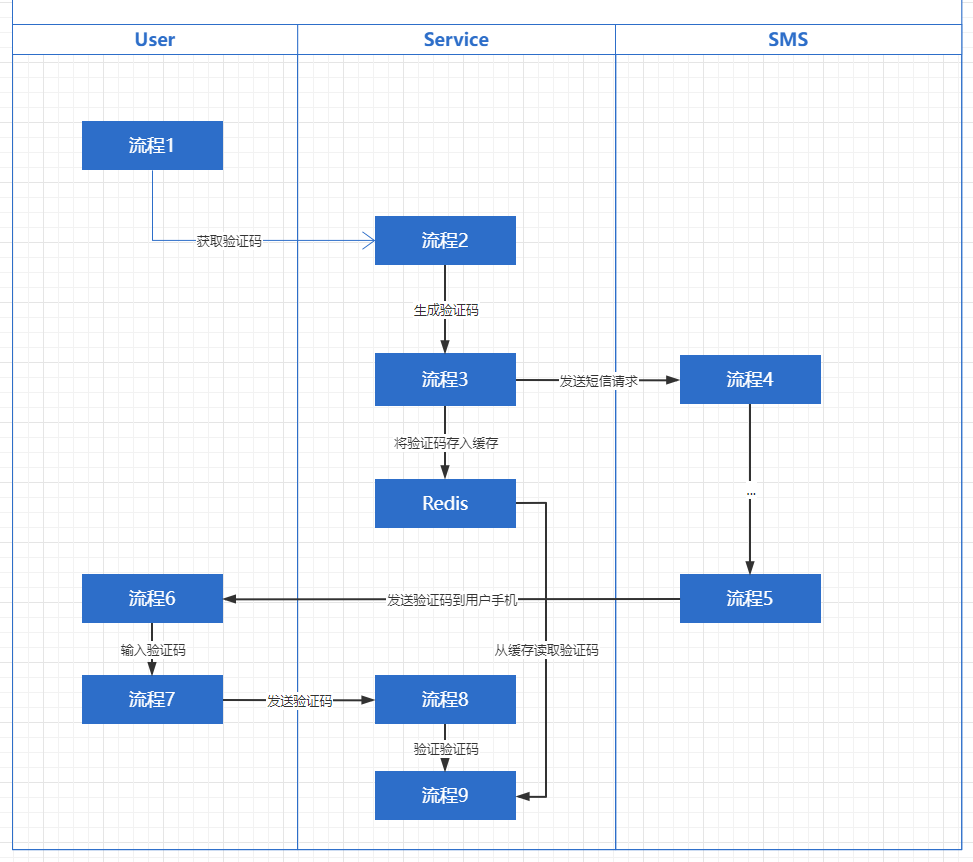 User
Service
SMS
流程1
获取验证码
流程2
生成验证码
流程3
发送短信请求
流程4
将验证码存入缓存
Redis
...
流程6
发送验证码到用户手机
流程5
输入验证码
从缓存读取验证码
流程7
发送验证码
流程8
验证验证码
流程9